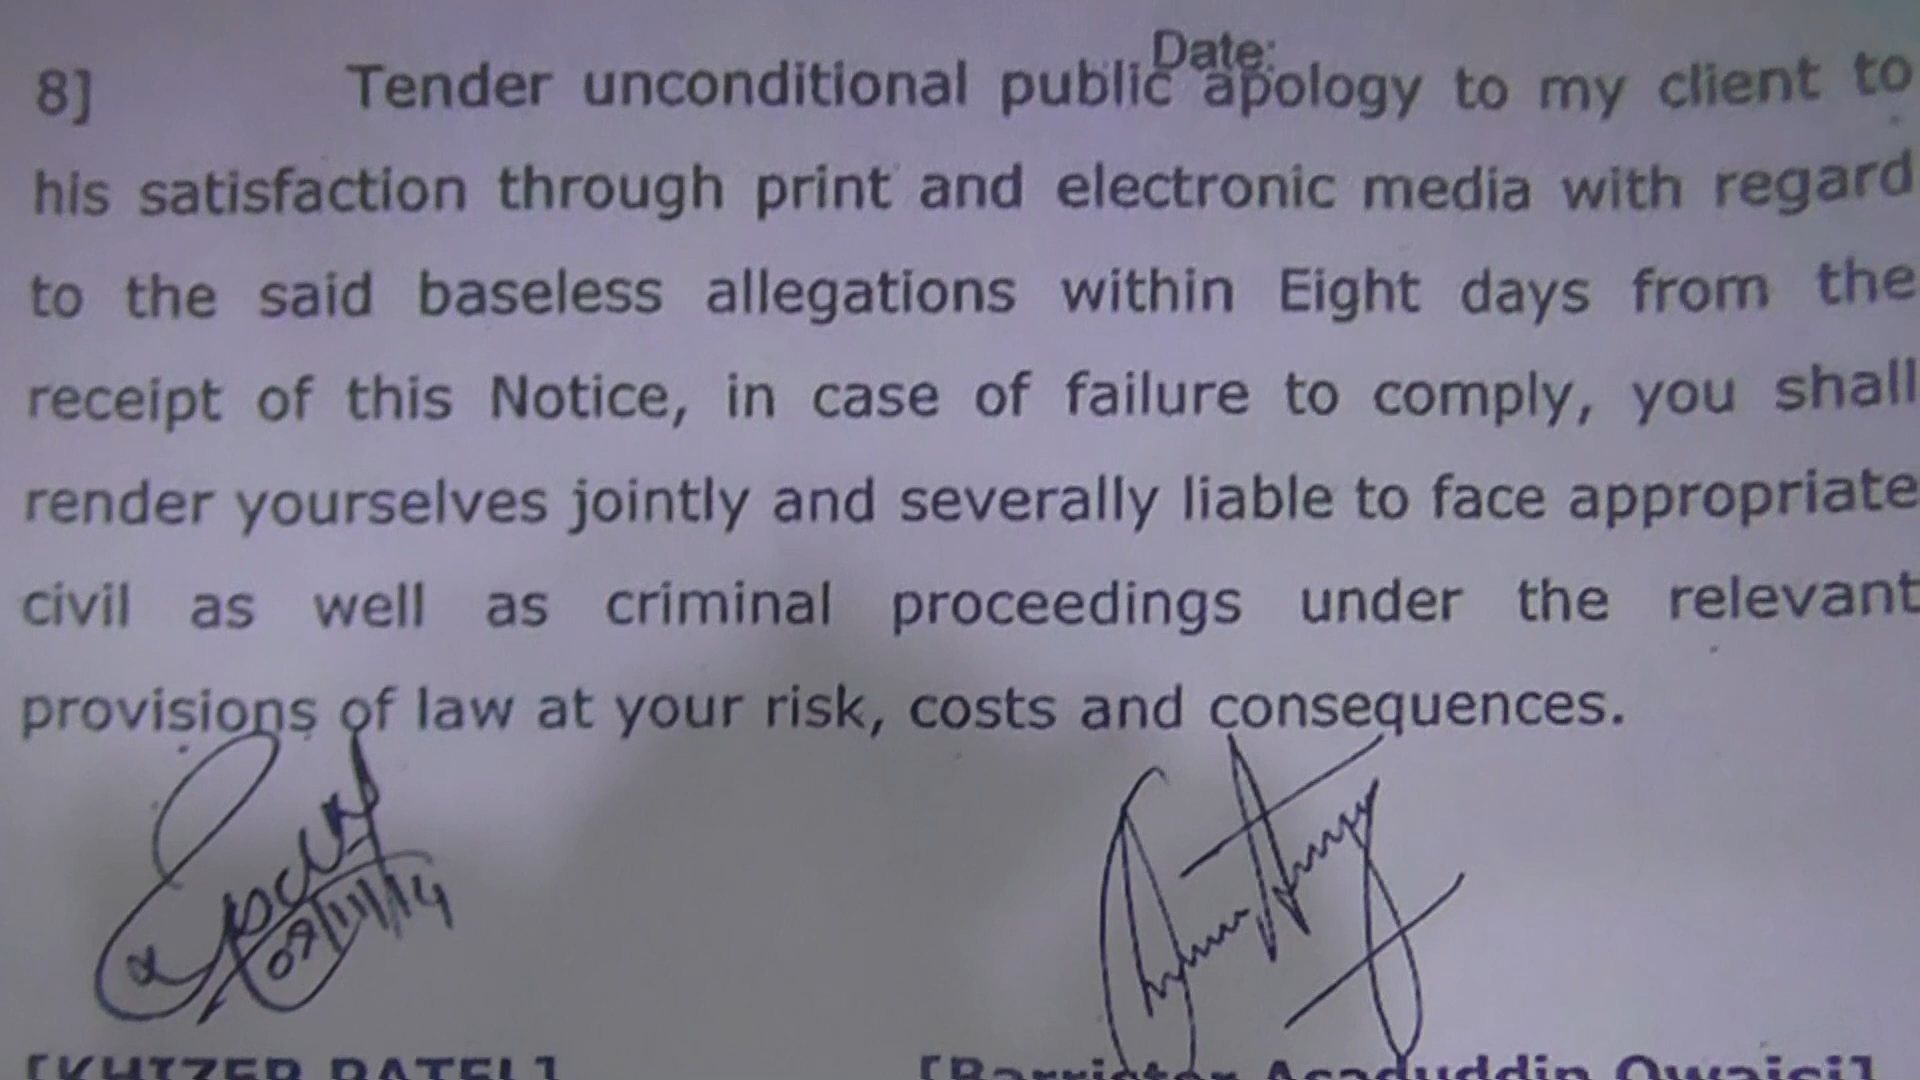 Date:
8] Tender unconditional public apology to my client to
his satisfaction through print and electronic media with regard
to the said baseless allegations within Eight days from the
receipt of this Notice, in case of failure to comply, you shall
render yourselves jointly and severally liable to face appropriate
civil as well as criminal proceedings under the relevant
provisions of law at your risk, costs and consequences.
[KHIZER PATEL] [Barrister Asaduddin Owaisi]